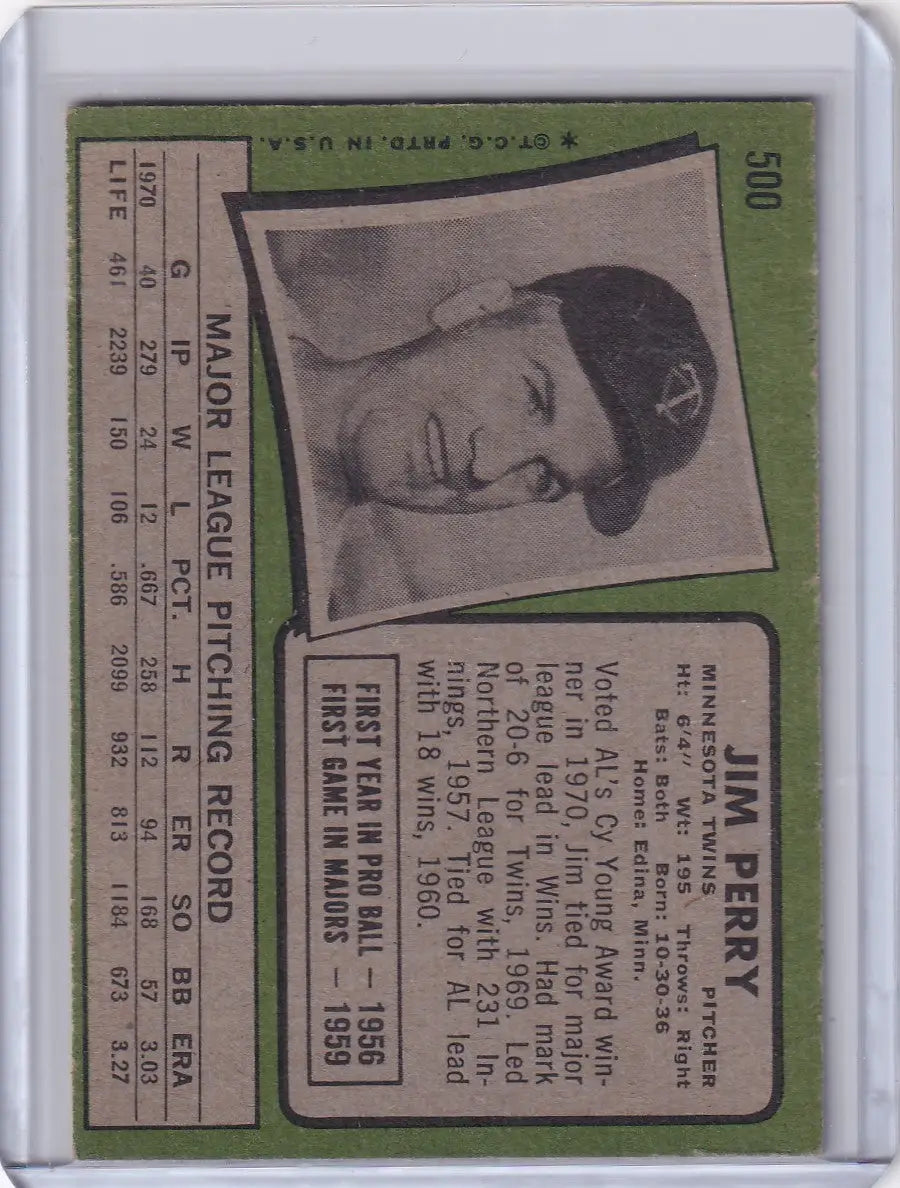 500
* ©T.C.G. PRTD. IN U.S.A.
JIM PERRY
MINNESOTA TWINS PITCHER
Ht: 6'4" Wt: 195 Throws: Right
Bats: Both Born: 10-30-36
Home: Edina, Minn.
Voted AL's Cy Young Award win-
ner in 1970, Jim tied for major
league lead in Wins. Had mark
of 20-6 for Twins, 1969. Led
Northern League with 231 In-
nings, 1957. Tied for AL lead
with 18 wins, 1960.
FIRST YEAR IN PRO BALL — 1956
FIRST GAME IN MAJORS — 1959
MAJOR LEAGUE PITCHING RECORD
G IP W L PCT. H R ER SO BB ERA
1970 40 279 24 12 .667 258 112 94 168 57 3.03
LIFE 461 2239 150 106 .586 2099 932 813 1184 673 3.27
TC